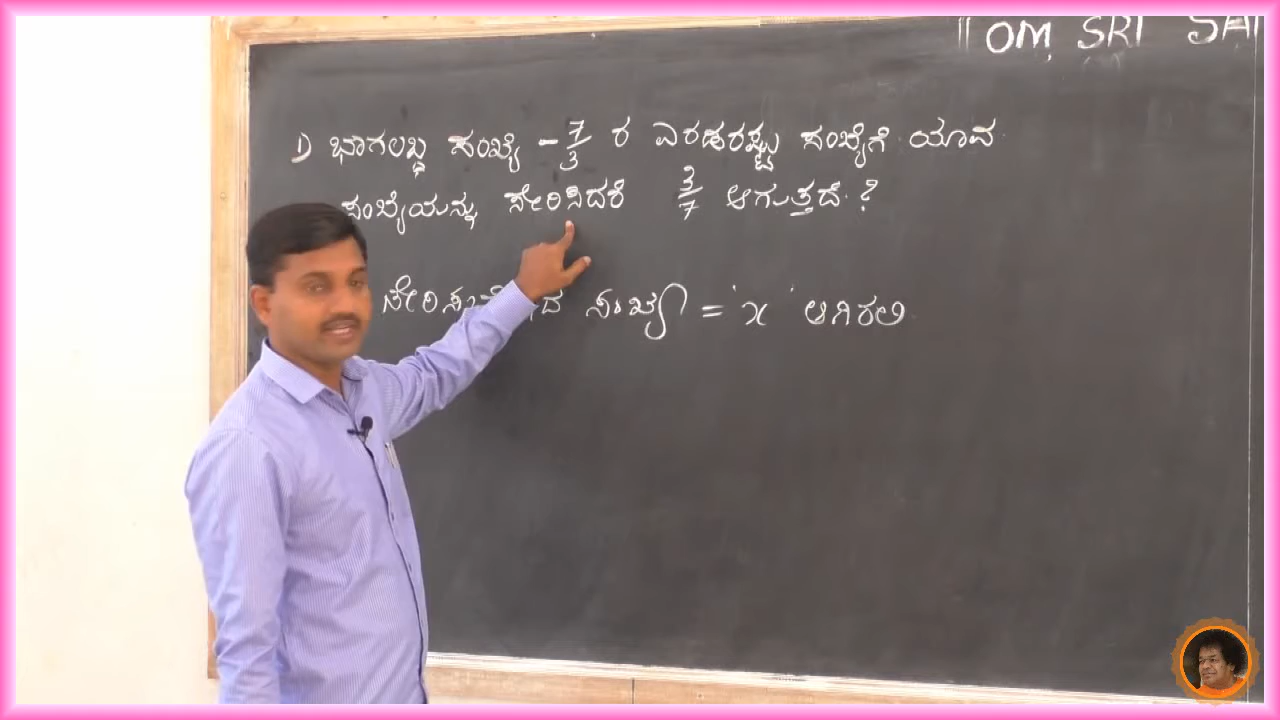 || OM SRI SAI
1) ಭಾಗಲಬ್ಧ ಸಂಖ್ಯೆ -7/3 ರ ಎರಡರಷ್ಟು ಸಂಖ್ಯೆಗೆ ಯಾವ
ಸಂಖ್ಯೆಯನ್ನು ಸೇರಿಸಿದರೆ 3/7 ಆಗುತ್ತದೆ ?
ಸಂಖ್ಯೆ = 'x' ಆಗಿರಲಿ